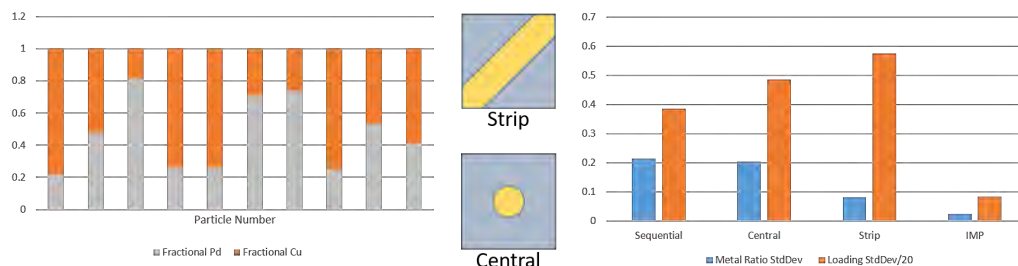 1.2
1
0.8
0.6
0.4
0.2
0
Particle Number
Fractional Pd
Fractional Cu
Strip
Central
0.7
0.6
0.5
0.4
0.3
0.2
0.1
0
Sequential
Central
Strip
IMP
Metal Ratio StdDev
Loading StdDev/20